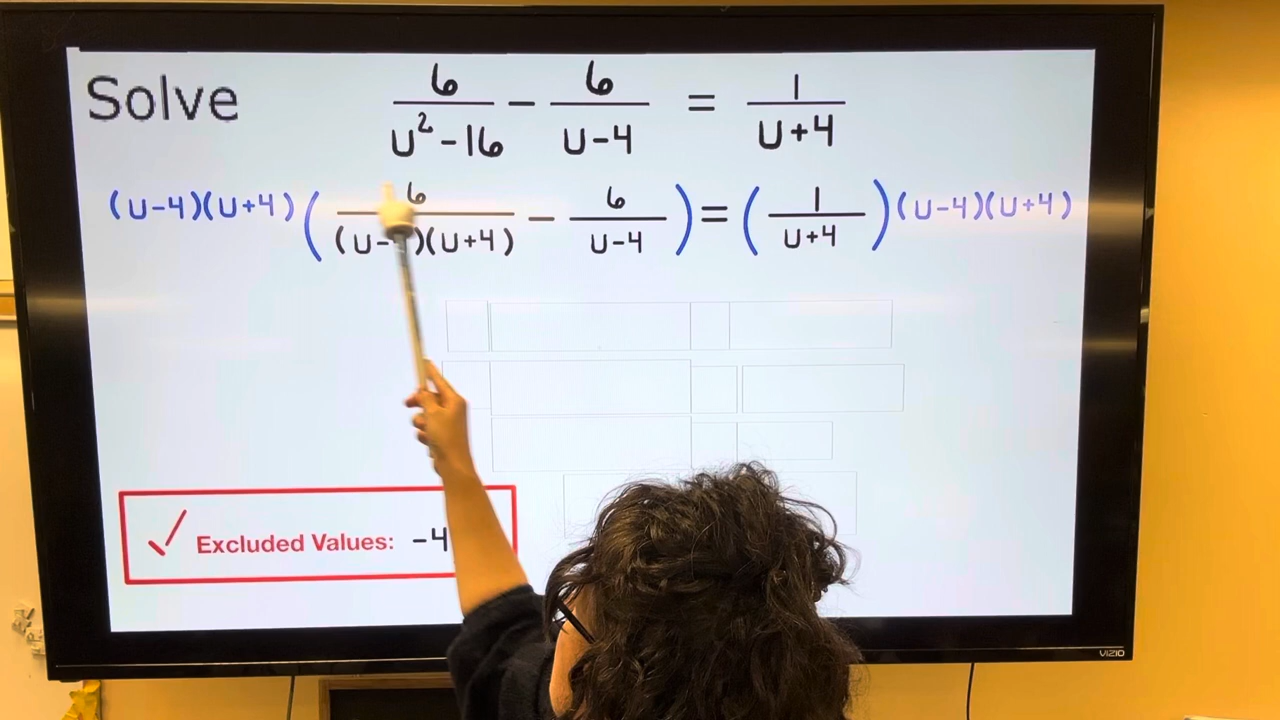 Solve 6/(U²-16) - 6/(U-4) = 1/(U+4)
(U-4)(U+4)(6/((U-)(U+4)) - 6/(U-4)) = (1/(U+4))(U-4)(U+4)
✓ Excluded Values: -4
VIZIO